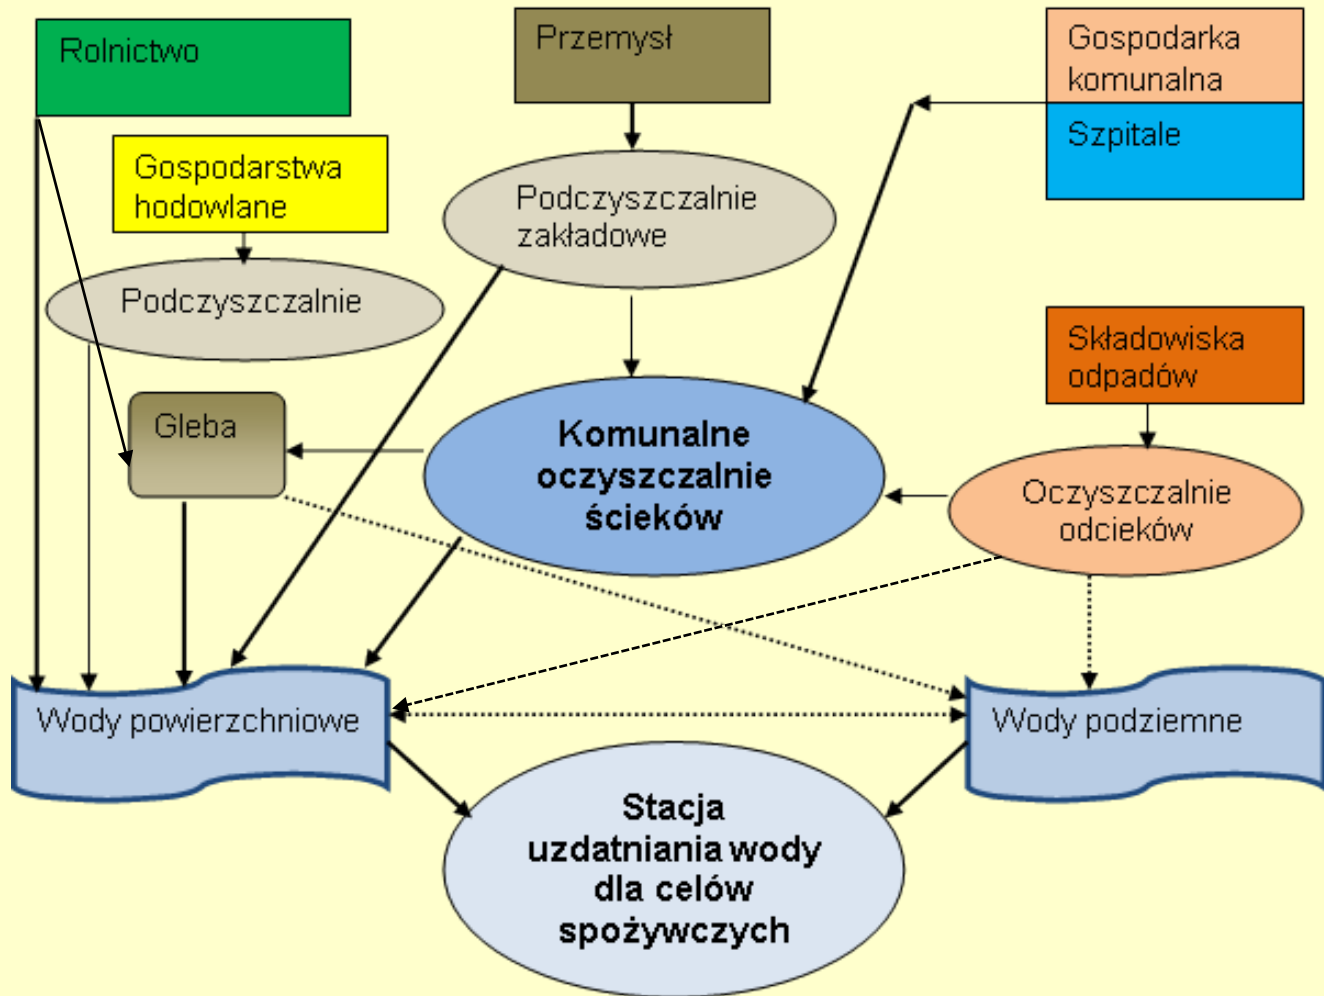 Rolnictwo
Przemysł
Gospodarka
komunalna
Szpitale
Gospodarstwa
hodowlane
Podczyszczalnie
zakładowe
Podczyszczalnie
Składowiska
odpadów
Gleba
Komunalne
oczyszczalnie
ścieków
Oczyszczalnie
odcieków
Wody powierzchniowe
Wody podziemne
Stacja
uzdatniania wody
dla celów
spożywczych